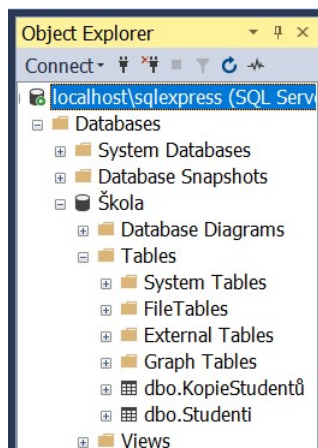 Object Explorer
Connect
localhost\sqlexpress (SQL Serv
Databases
System Databases
Database Snapshots
Škola
Database Diagrams
Tables
System Tables
FileTables
External Tables
Graph Tables
dbo.KopieStudentů
dbo.Studenti
Views